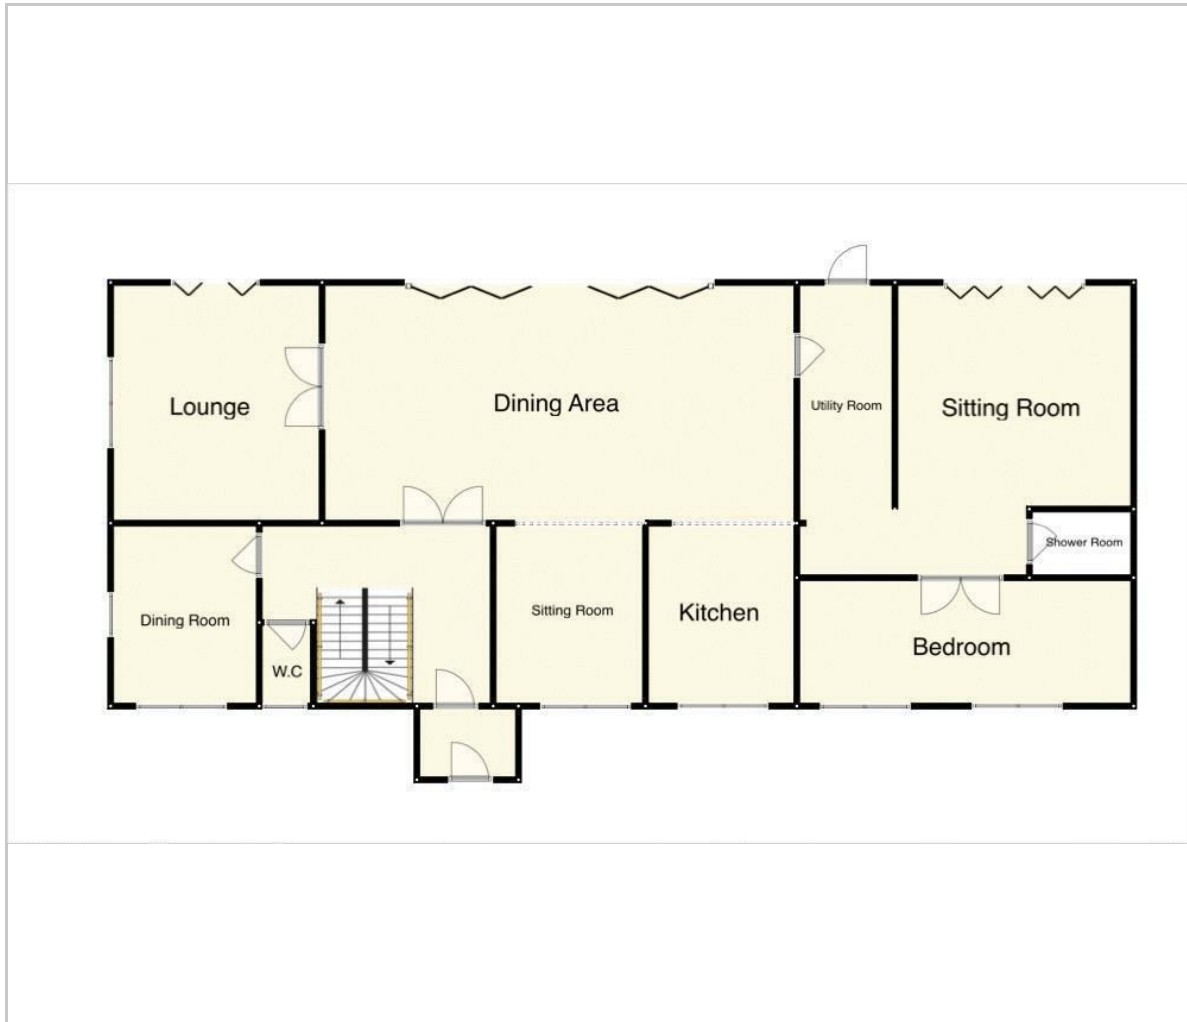 Lounge
Dining Area
Utility Room
Sitting Room
Shower Room
Dining Room
W.C
Sitting Room
Kitchen
Bedroom